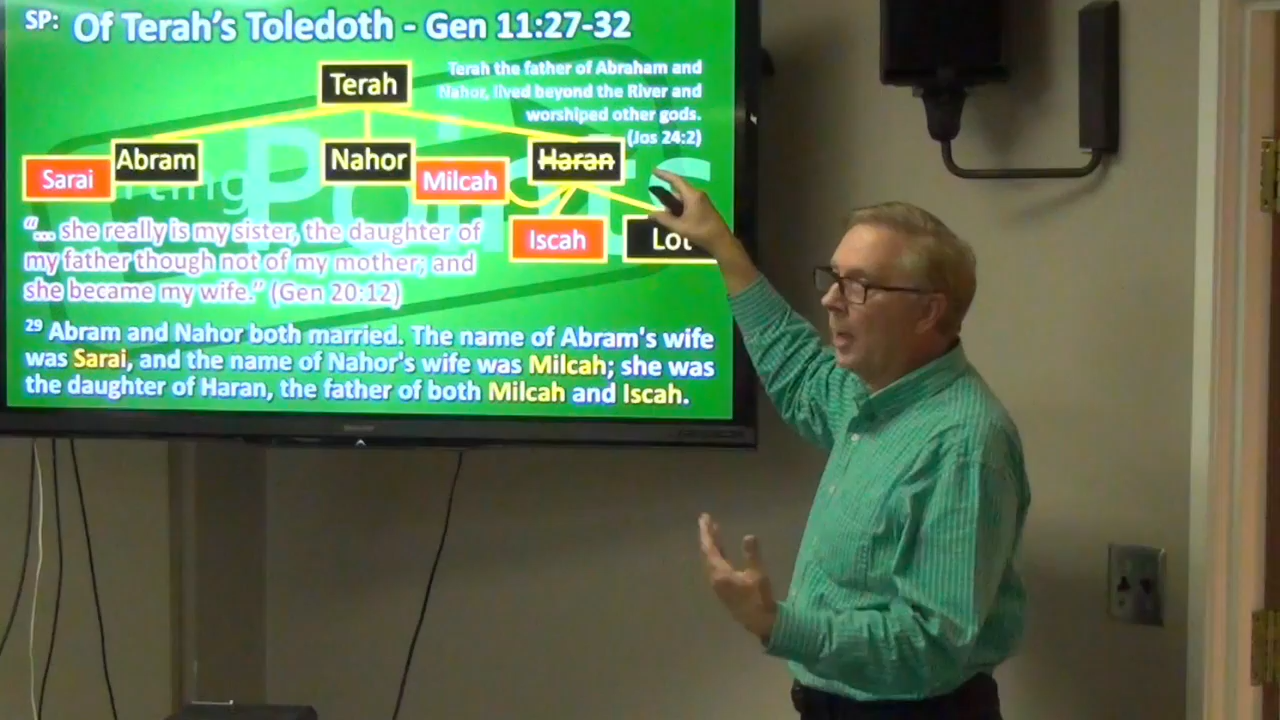 SP: Of Terah's Toledoth - Gen 11:27-32
Terah the father of Abraham and
Nahor, lived beyond the River and
worshiped other gods.
(Jos 24:2)
Terah
Abram
Nahor
Haran
Sarai
Milcah
Iscah
Lot
"... she really is my sister, the daughter of
my father though not of my mother; and
she became my wife." (Gen 20:12)
29 Abram and Nahor both married. The name of Abram's wife
was Sarai, and the name of Nahor's wife was Milcah; she was
the daughter of Haran, the father of both Milcah and Iscah.